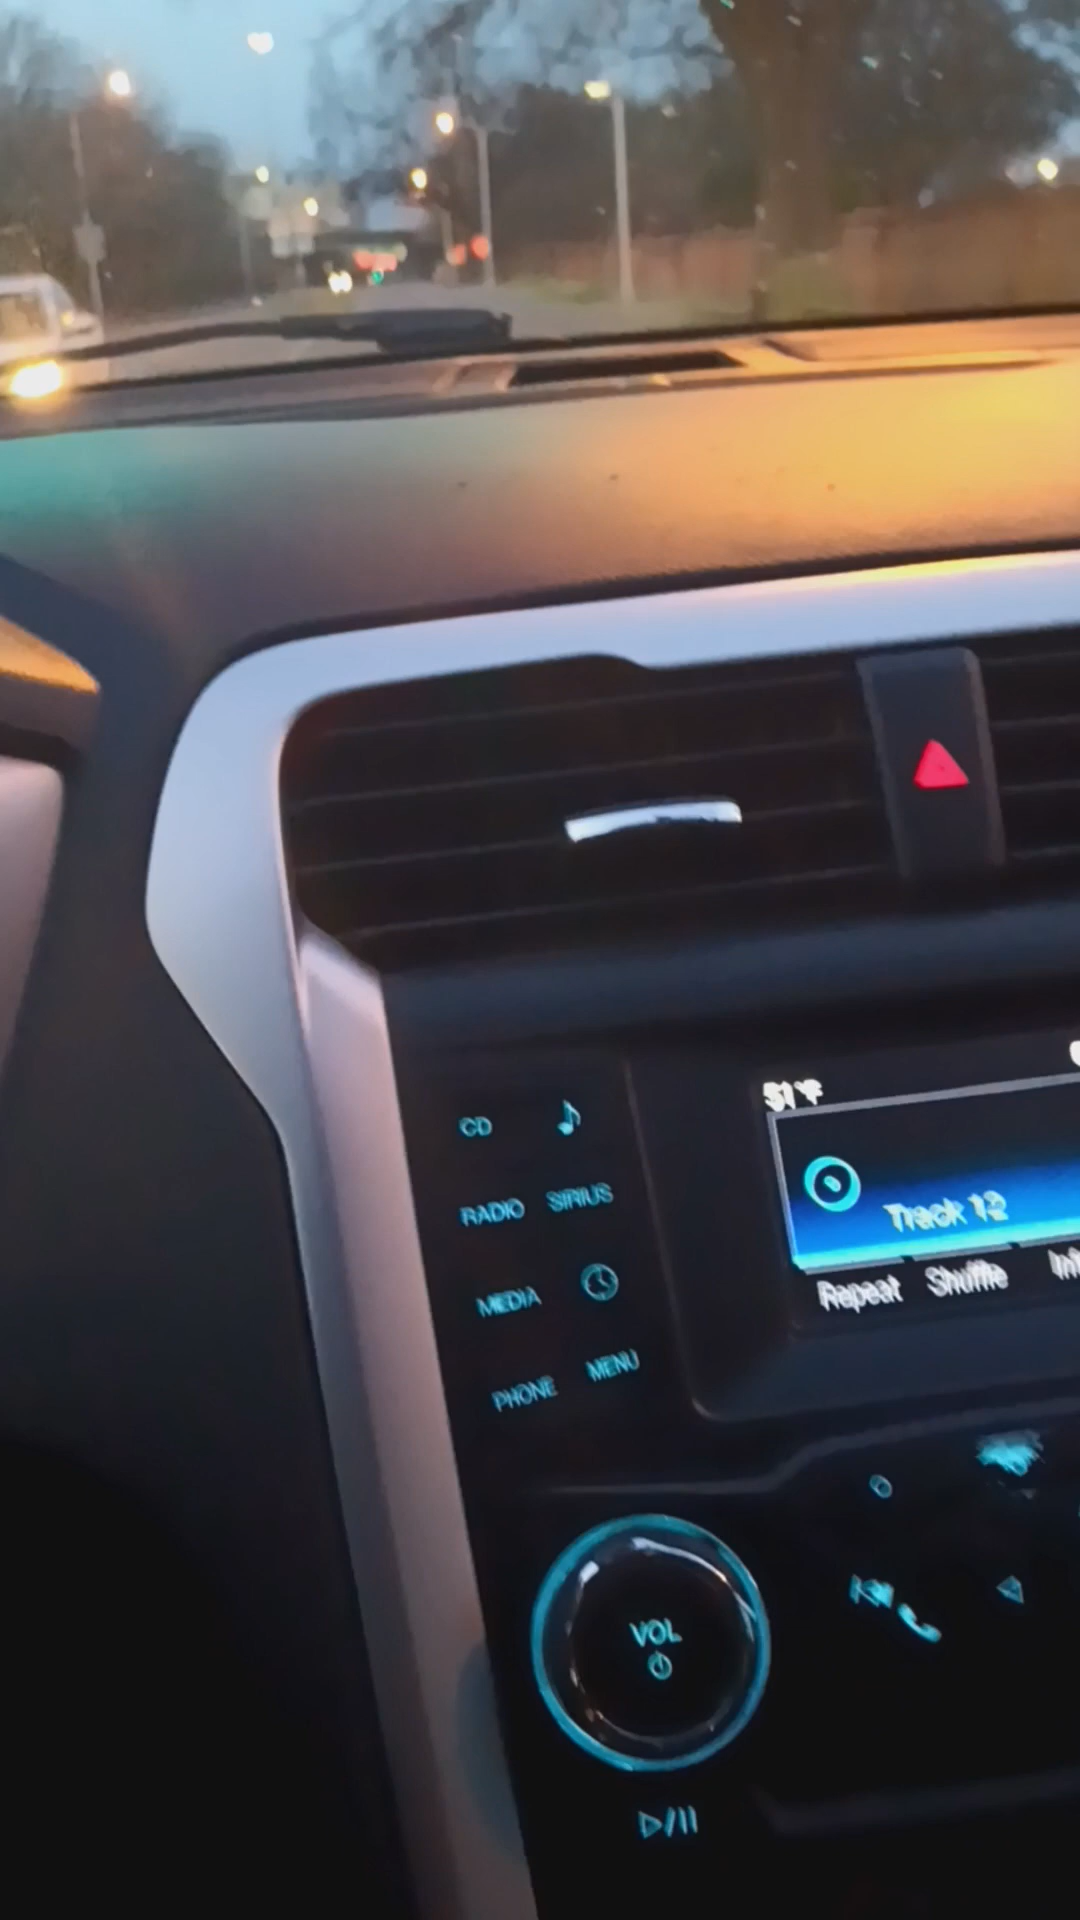 51°F
CD
Track 12
RADIO SIRIUS
Repeat Shuffle
MEDIA
PHONE MENU
VOL